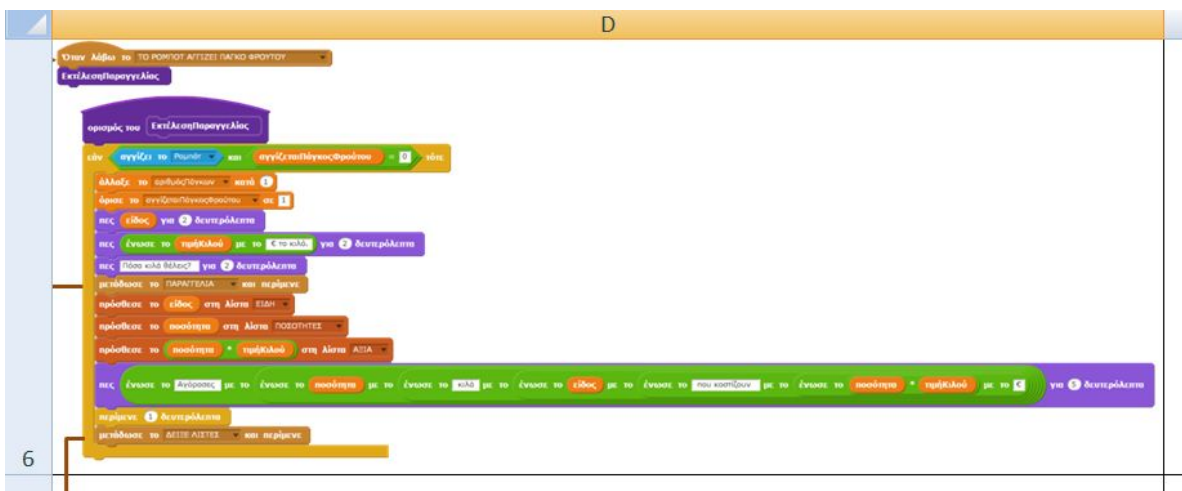 D
Όταν λάβω το ΤΟ ΡΟΜΠΟΤ ΑΓΓΙΖΕΙ ΠΑΓΚΟ ΦΡΟΥΤΟΥ
ΕκτέλεσηΠαραγγελίας
ορισμός του ΕκτέλεσηΠαραγγελίας
εάν αγγίζει το Ρομπότ και αγγίζεταιΠάγκοςΦρούτου = 0 τότε
άλλαξε το αριθμόςΠάγκων κατά 1
όρισε το αγγίζεταιΠάγκοςΦρούτου σε 1
πες είδος για 2 δευτερόλεπτα
πες ένωσε το τιμήΚιλού με το € το κιλό. για 2 δευτερόλεπτα
πες Πόσα κιλά θέλεις? για 2 δευτερόλεπτα
μετάδωσε το ΠΑΡΑΓΓΕΛΙΑ και περίμενε
πρόσθεσε το είδος στη λίστα ΕΙΔΗ
πρόσθεσε το ποσότητα στη λίστα ΠΟΣΟΤΗΤΕΣ
πρόσθεσε το ποσότητα * τιμήΚιλού στη λίστα ΑΞΙΑ
πες ένωσε το Αγόρασες με το ένωσε το ποσότητα με το ένωσε το κιλά με το ένωσε το είδος με το ένωσε το που κοστίζουν με το ένωσε το ποσότητα * τιμήΚιλού με το € για 5 δευτερόλεπτα
περίμενε 1 δευτερόλεπτα
μετάδωσε το ΔΕΙΞΕ ΛΙΣΤΕΣ και περίμενε
6